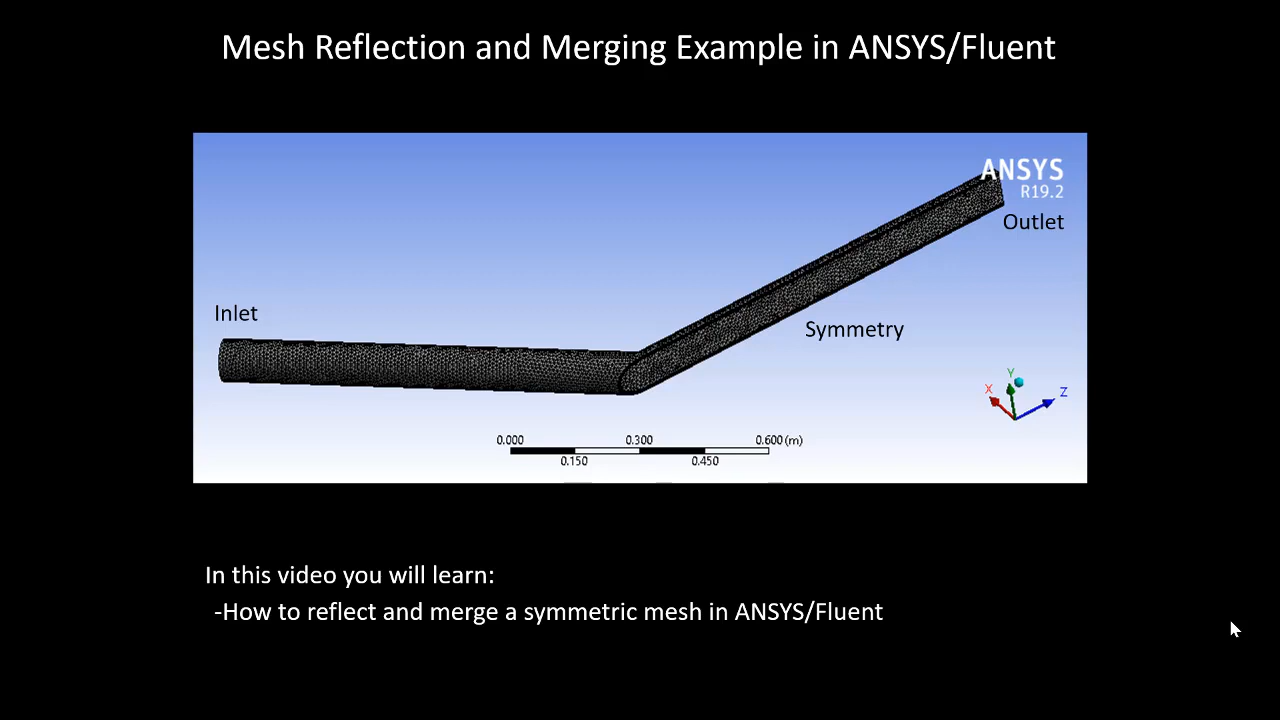 Mesh Reflection and Merging Example in ANSYS/Fluent
ANSYS
R19.2
Outlet
Inlet
Symmetry
Y
X
Z
0.000 0.300 0.600 (m)
0.150 0.450
In this video you will learn:
-How to reflect and merge a symmetric mesh in ANSYS/Fluent